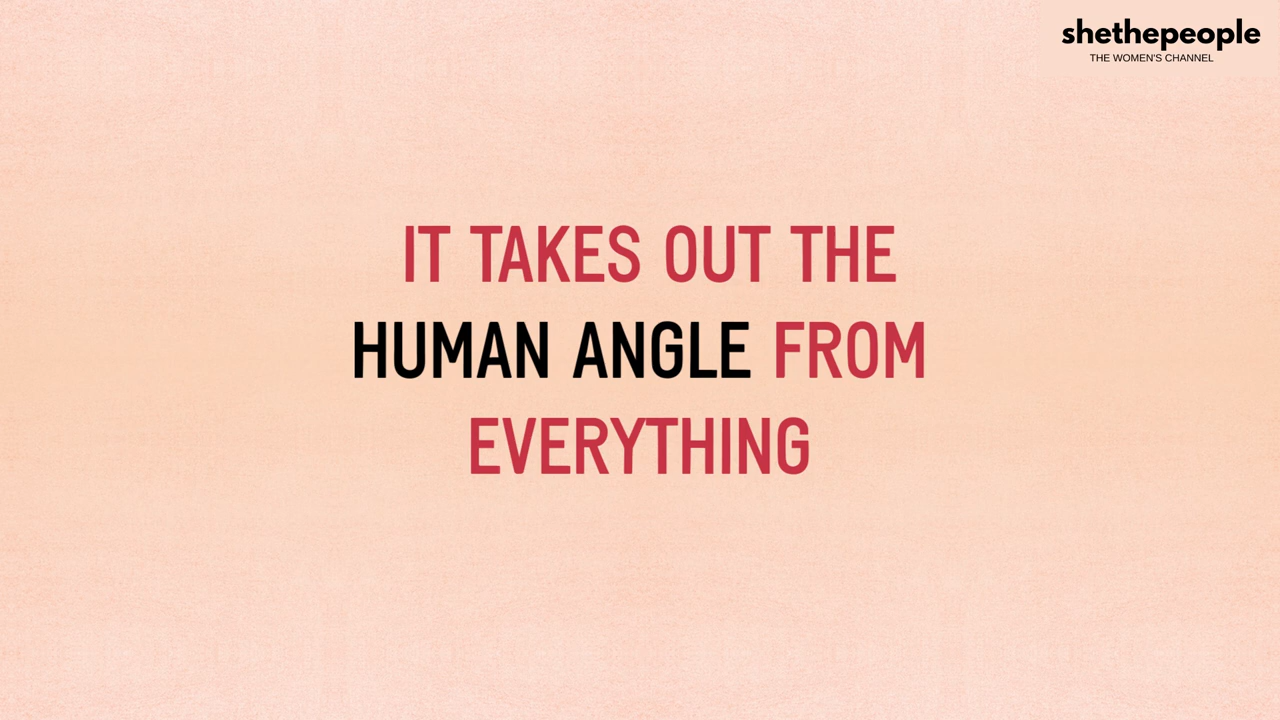 shethepeople
THE WOMEN'S CHANNEL
IT TAKES OUT THE
HUMAN ANGLE FROM
EVERYTHING